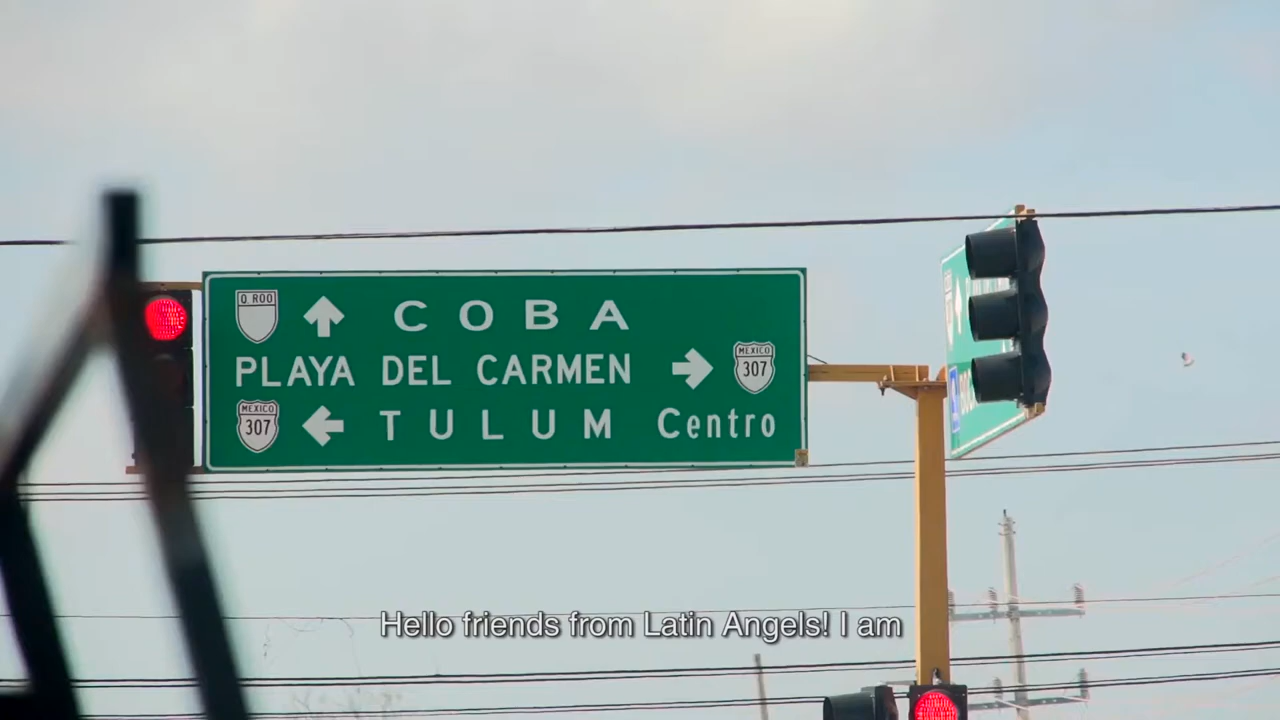 Q. ROO
COBA
PLAYA DEL CARMEN
MEXICO
307
MEXICO
307
TULUM Centro
Hello friends from Latin Angels! I am